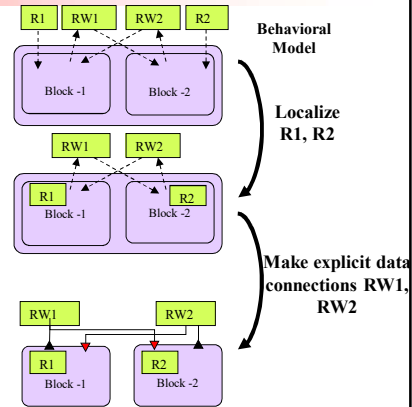 R1 RW1 RW2 R2
Behavioral
Model
Block -1 Block -2
Localize
R1, R2
RW1 RW2
R1 R2
Block -1 Block -2
Make explicit data
connections RW1,
RW2
RW1 RW2
R1 R2
Block -1 Block -2